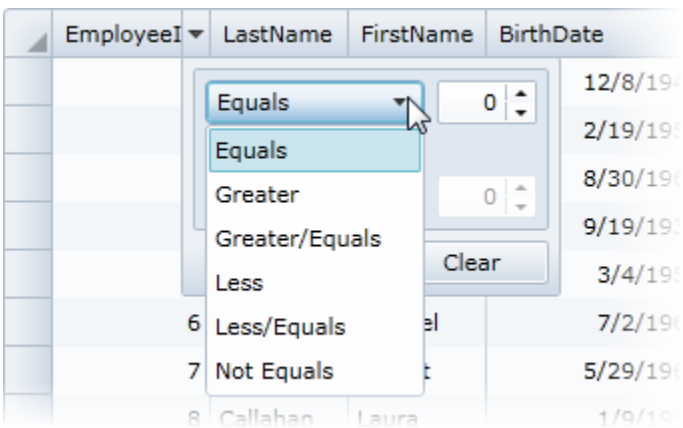 EmployeeI LastName FirstName BirthDate
Equals 0 12/8/194
Equals 2/19/195
Greater 0 8/30/196
Greater/Equals 9/19/193
Less Clear 3/4/195
6 Less/Equals el 7/2/196
7 Not Equals t 5/29/196
8 Callahan Laura 1/9/195